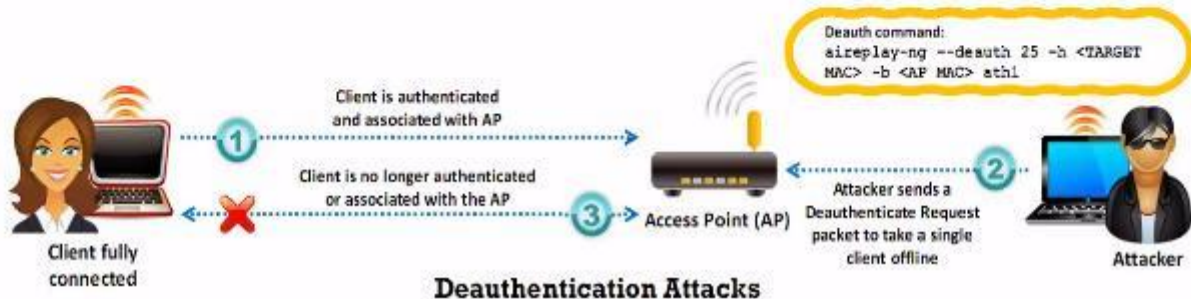 Deauth command:
aireplay-ng --deauth 25 -h <TARGET
MAC> -b <AP MAC> ath1
Client is authenticated
and associated with AP
1
Client is no longer authenticated
or associated with the AP
3
Access Point (AP)
2
Attacker sends a
Deauthenticate Request
packet to take a single
client offline
Client fully
connected
Attacker
Deauthentication Attacks